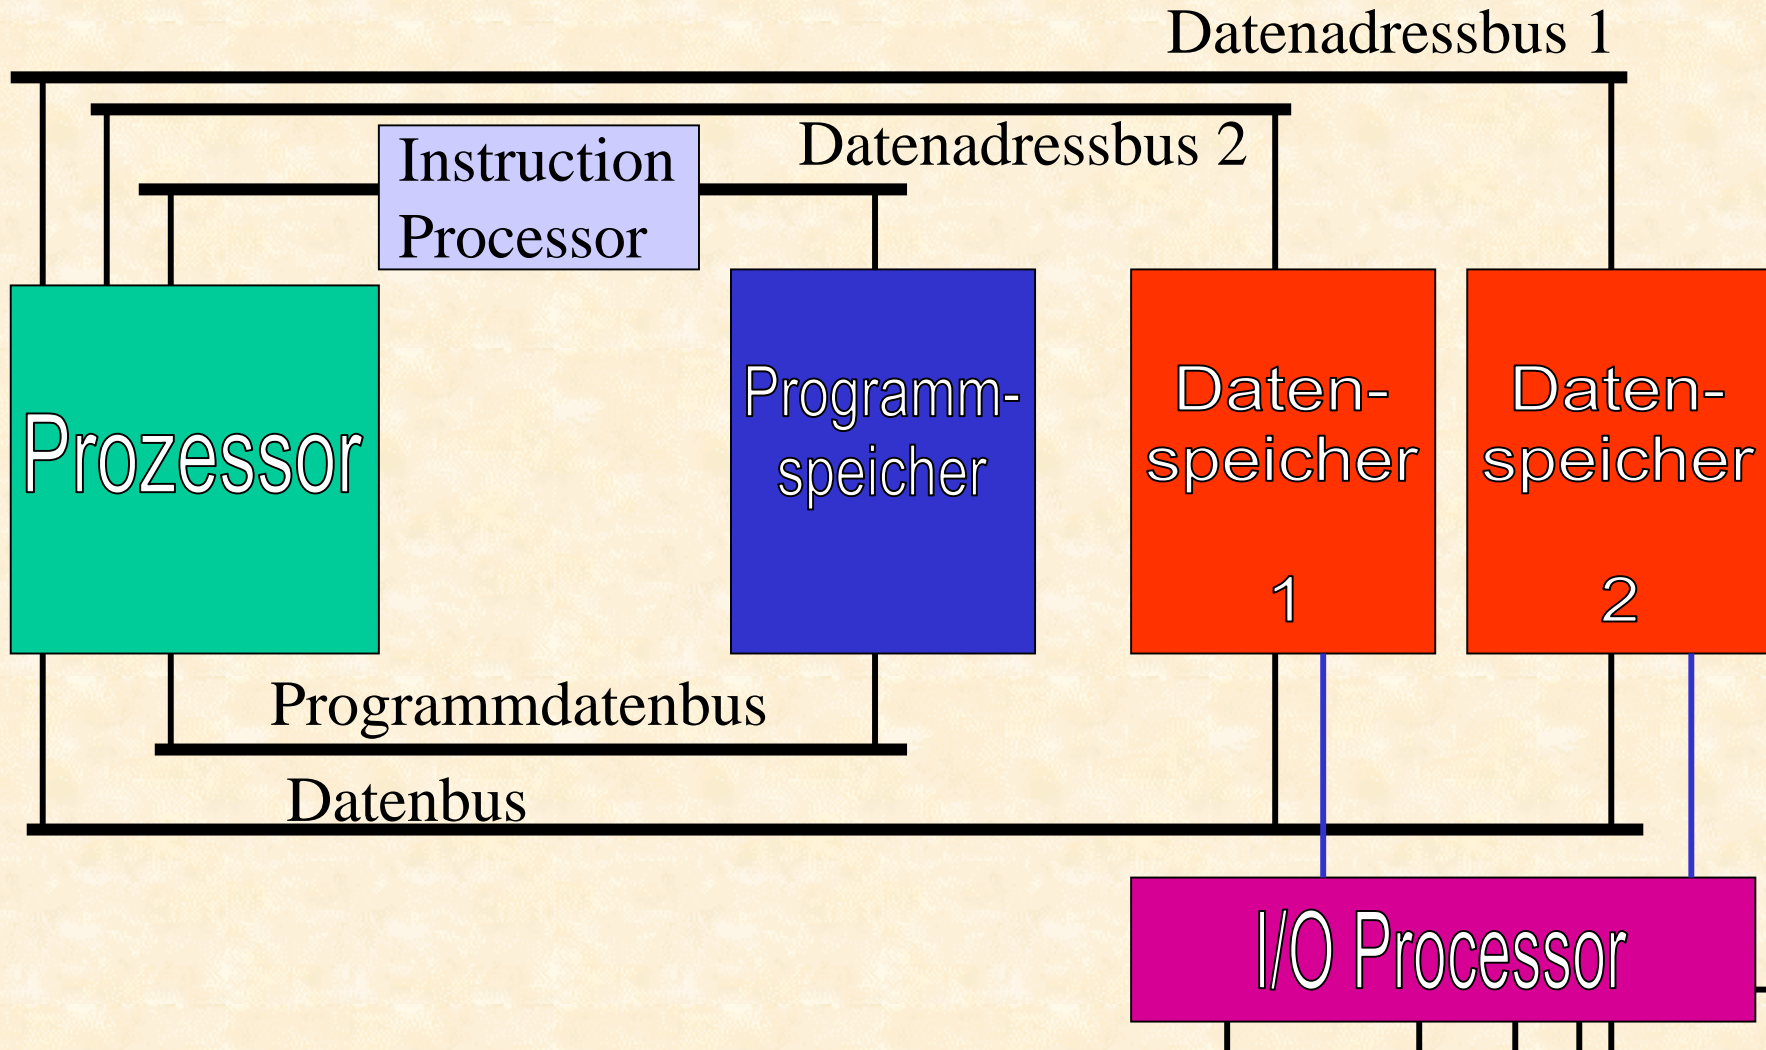 Datenadressbus 1
Datenadressbus 2
Instruction
Processor
Prozessor
Programm-
speicher
Daten-
speicher
1
Daten-
speicher
2
Programmdatenbus
Datenbus
I/O Processor